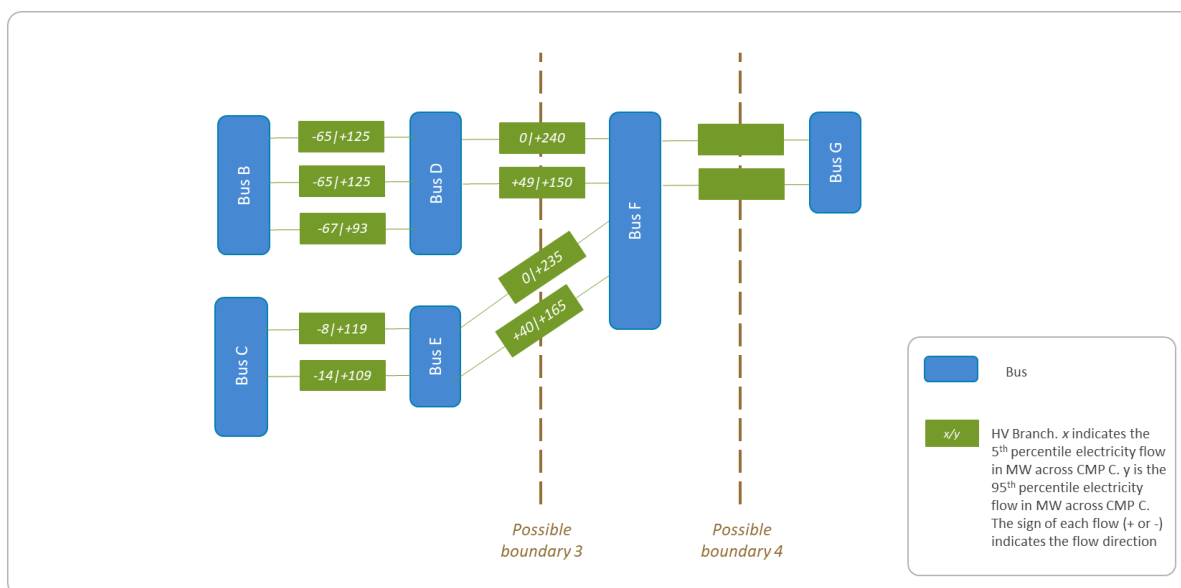 Bus B
-65|+125
-65|+125
-67|+93
Bus D
0|+240
+49|+150
Bus F
Bus G
Bus C
-8|+119
-14|+109
Bus E
0|+235
+40|+165
Possible
boundary 3
Possible
boundary 4
Bus
x/y
HV Branch. x indicates the
5th percentile electricity flow
in MW across CMP C. y is the
95th percentile electricity
flow in MW across CMP C.
The sign of each flow (+ or -)
indicates the flow direction